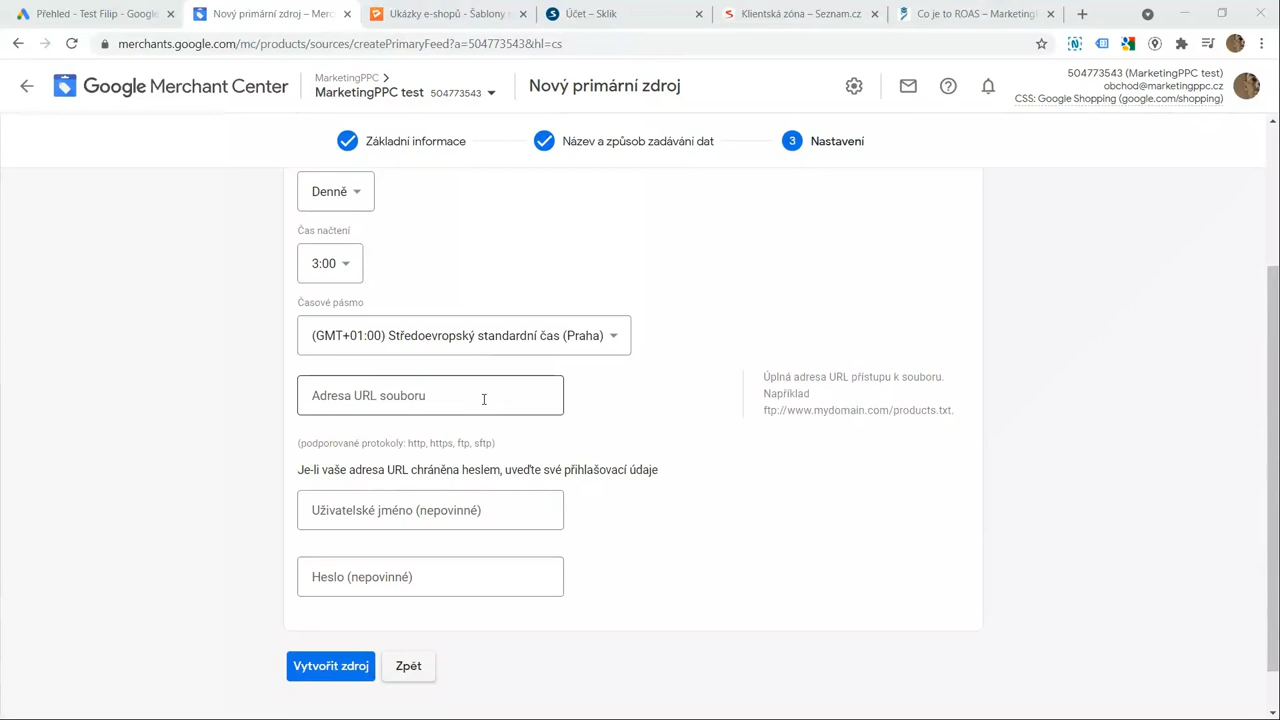 Přehled - Test Filip - Google
Nový primární zdroj – Merc
Ukázky e-shopů - Šablony
Účet – Sklik
Klientská zóna – Seznam.cz
Co je to ROAS – Marketing
merchants.google.com/mc/products/sources/createPrimaryFeed?a=504773543&hl=cs
Google Merchant Center
MarketingPPC
MarketingPPC test 504773543
Nový primární zdroj
504773543 (MarketingPPC test)
obchod@marketingppc.cz
CSS: Google Shopping (google.com/shopping)
Základní informace
Název a způsob zadávání dat
3 Nastavení
Denně
Čas načtení
3:00
Časové pásmo
(GMT+01:00) Středoevropský standardní čas (Praha)
Adresa URL souboru
Úplná adresa URL přístupu k souboru.
Například
ftp://www.mydomain.com/products.txt.
(podporované protokoly: http, https, ftp, sftp)
Je-li vaše adresa URL chráněna heslem, uveďte své přihlašovací údaje
Uživatelské jméno (nepovinné)
Heslo (nepovinné)
Vytvořit zdroj
Zpět